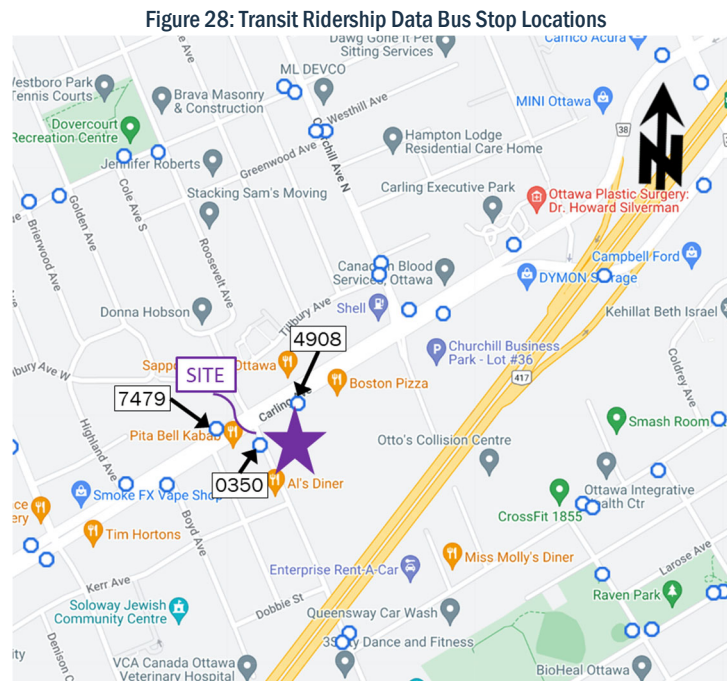 Figure 28: Transit Ridership Data Bus Stop Locations
Dawg Gone It Pet
Sitting Services
Carrico Acura
ML DEVCO
Westboro Park
Tennis Courts
Brava Masonry
& Construction
Westhill Ave
MINI Ottawa
38
N
Dovercourt
Recreation Centre
Hampton Lodge
Residential Care Home
Jennifer Roberts
Greenwood Ave
Churchill Ave N
Cole Ave S
Stacking Sam's Moving
Carling Executive Park
Ottawa Plastic Surgery:
Dr. Howard Silverman
Golden Ave
Brierwood Ave
Roosevelt Ave
Canadian Blood
Services, Ottawa
Campbell Ford
DYMON Storage
Donna Hobson
Tillbury Ave
Shell
Kehillat Beth Israel
4908
Churchill Business
Park - Lot #36
Ottawa
SITE
417
Coldrey Ave
7479
Boston Pizza
Carling Ave
Smash Room
Pita Bell Kabab
Highland Ave
Otto's Collision Centre
0350
Al's Diner
Ottawa Integrative
Health Ctr
Smoke FX Vape Shop
CrossFit 1855
Tim Hortons
Boyd Ave
Miss Molly's Diner
Larose Ave
Enterprise Rent-A-Car
Kerr Ave
Raven Park
Soloway Jewish
Community Centre
Dobbie St
Queensway Car Wash
Dance and Fitness
Denison C
VCA Canada Ottawa
Veterinary Hospital
BioHeal Ottawa